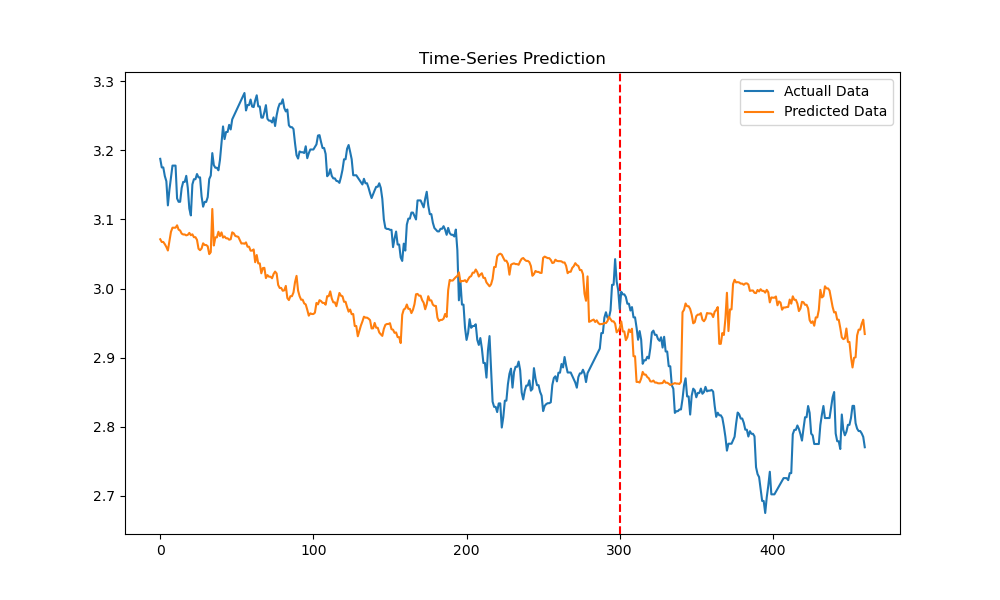 Time-Series Prediction
Actuall Data
Predicted Data
3.3
3.2
3.1
3.0
2.9
2.8
2.7
0 100 200 300 400